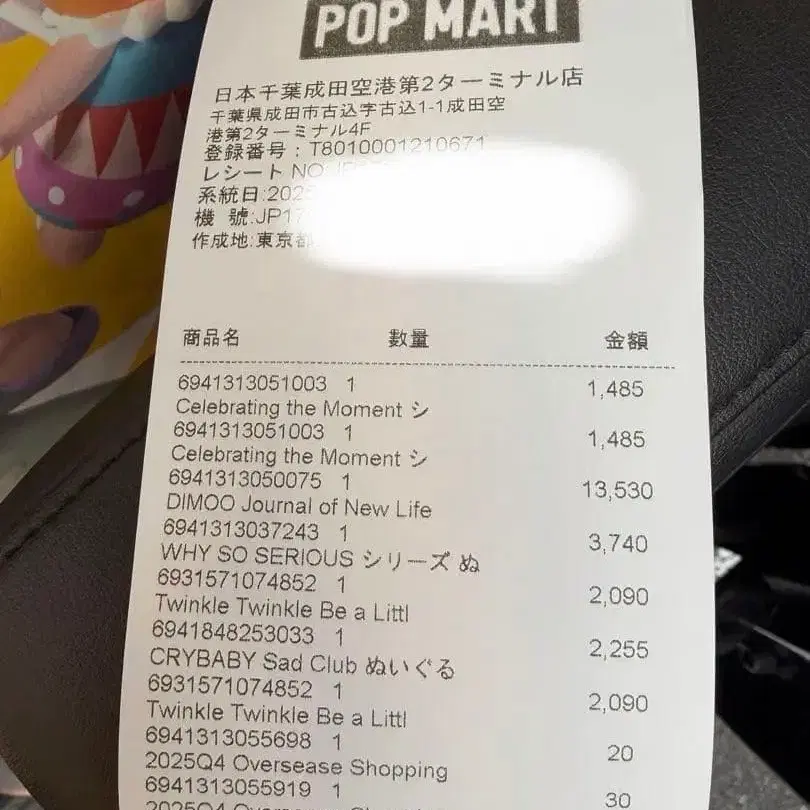 POP MART
日本千葉成田空港第2ターミナル店
千葉県成田市古込字古込1-1成田空
港第2ターミナル4F
登録番号：T8010001210671
レシート NO:
系統日:2025
機 號:JP17
作成地:東京都
商品名 数量 金額
6941313051003 1 1,485
Celebrating the Moment シ
6941313051003 1 1,485
Celebrating the Moment シ
6941313050075 1 13,530
DIMOO Journal of New Life
6941313037243 1 3,740
WHY SO SERIOUS シリーズ ぬ
6931571074852 1 2,090
Twinkle Twinkle Be a Littl
6941848253033 1 2,255
CRYBABY Sad Club ぬいぐる
6931571074852 1 2,090
Twinkle Twinkle Be a Littl
6941313055698 1 20
2025Q4 Oversease Shopping
6941313055919 1 30
2025Q4 Oversease Shopping